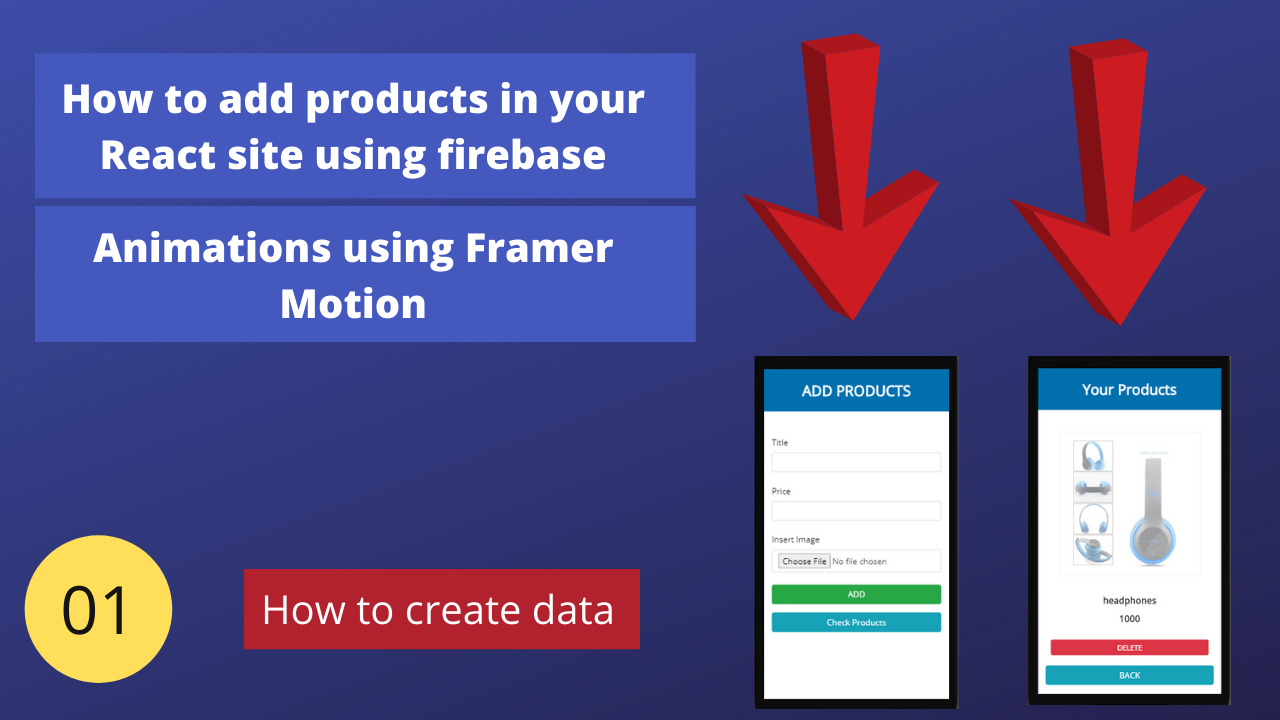 How to add products in your
React site using firebase
Animations using Framer
Motion
01
How to create data
ADD PRODUCTS
Title
Price
Insert Image
Choose File No file chosen
ADD
Check Products
Your Products
headphones
1000
DELETE
BACK